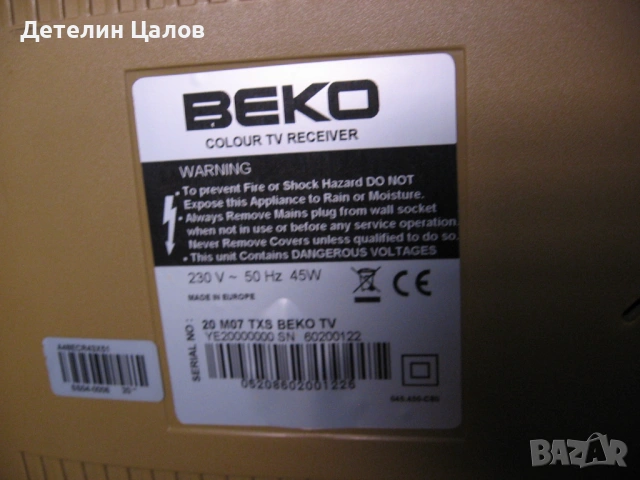 Детелин Цалов
BEKO
COLOUR TV RECEIVER
WARNING
• To prevent Fire or Shock Hazard DO NOT
Expose this Appliance to Rain or Moisture.
• Always Remove Mains plug from wall socket
when not in use or before any service operation.
Never Remove Covers unless qualified to do so.
• This unit Contains DANGEROUS VOLTAGES
230 V ~ 50 Hz 45W
MADE IN EUROPE
CE
SERIAL NO :
20 M07 TXS BEKO TV
YE20000000 SN 60200122
05208602001226
A48ECR43X51
BAZAR